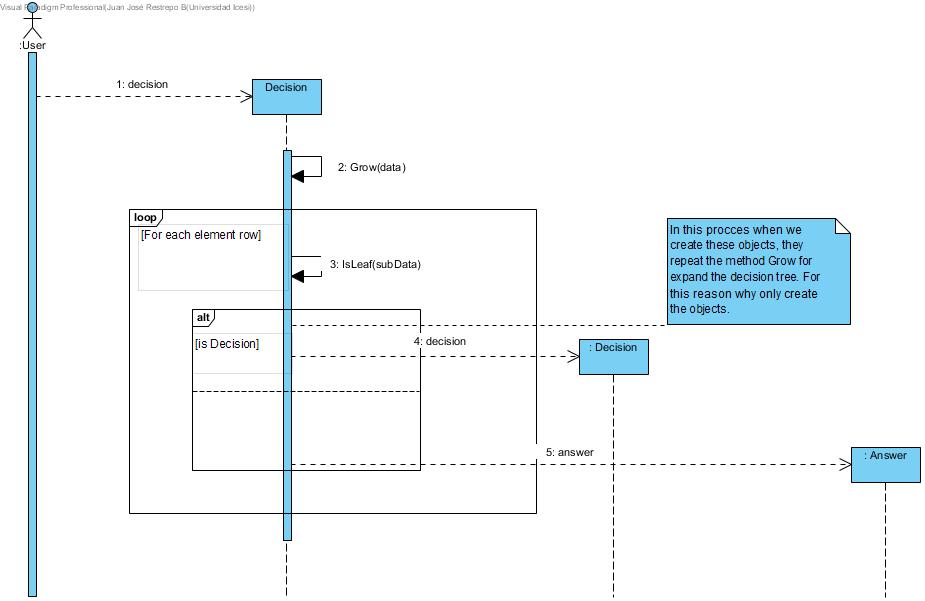 Visual Paradigm Professional(Juan José Restrepo B(Universidad Icesi))
:User
1: decision
Decision
2: Grow(data)
loop
[For each element row]
3: IsLeaf(subData)
In this procces when we
create these objects, they
repeat the method Grow for
expand the decision tree. For
this reason why only create
the objects.
alt
[is Decision]
4: decision
: Decision
5: answer
: Answer